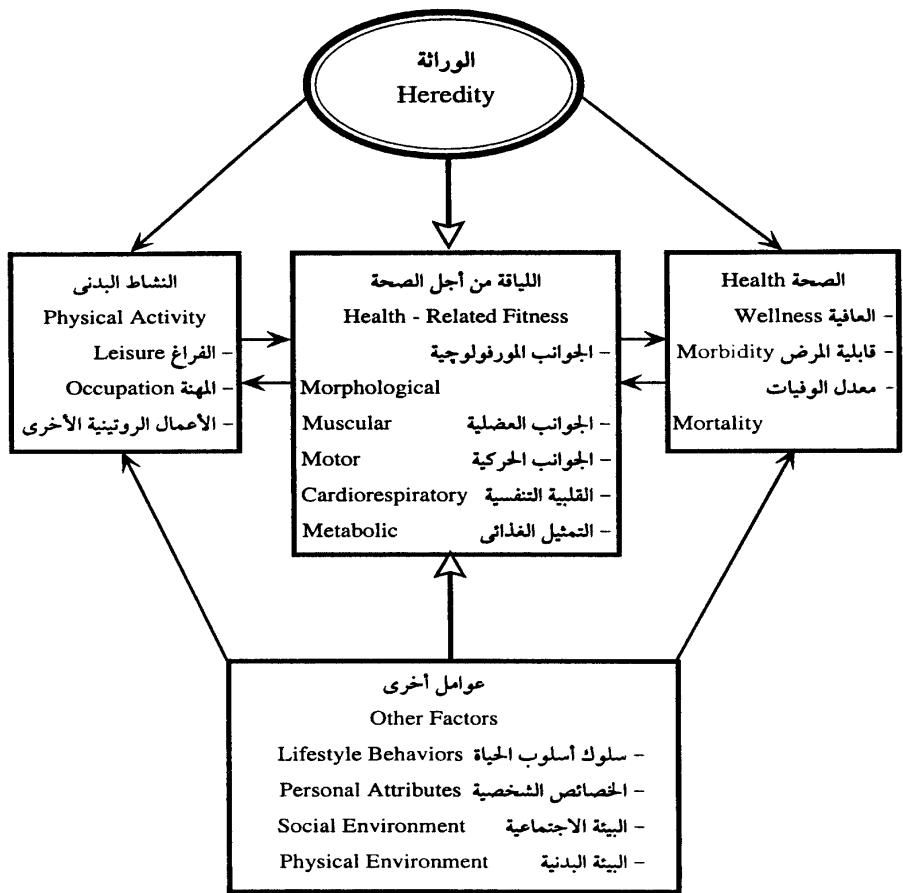 الوراثة
Heredity
النشاط البدنى
Physical Activity
– الفراغ Leisure
– المهنة Occupation
– الأعمال الروتينية الأخرى
اللياقة من أجل الصحة
Health - Related Fitness
– الجوانب المورفولوچية
Morphological
– الجوانب العضلية Muscular
– الجوانب الحركية Motor
– القلبية التنفسية Cardiorespiratory
– التمثيل الغذائى Metabolic
الصحة Health
– العافية Wellness
– قابلية المرض Morbidity
– معدل الوفيات
Mortality
عوامل أخرى
Other Factors
– سلوك أسلوب الحياة Lifestyle Behaviors
– الخصائص الشخصية Personal Attributes
– البيئة الاجتماعية Social Environment
– البيئة البدنية Physical Environment